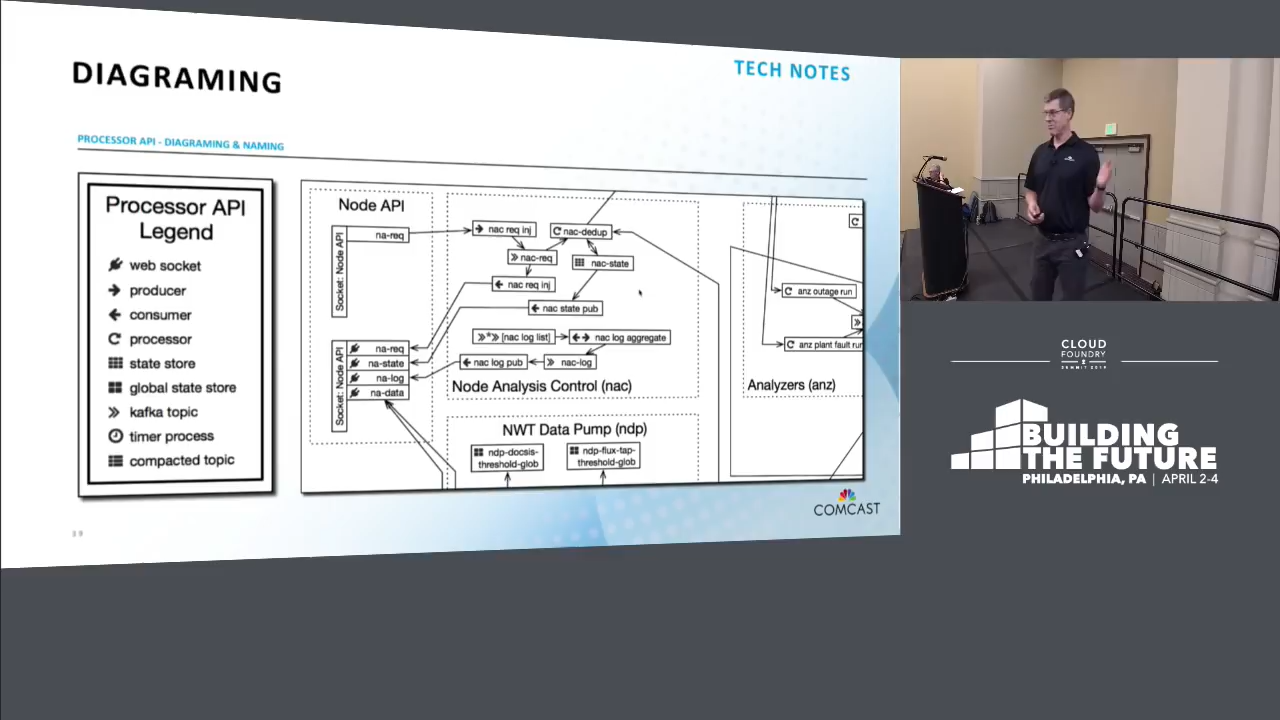 DIAGRAMING
TECH NOTES
PROCESSOR API - DIAGRAMING & NAMING
Processor API
Legend
web socket
producer
consumer
processor
state store
global state store
kafka topic
timer process
compacted topic
Node API
Socket: Node API
na-req
Socket: Node API
na-req
na-state
na-log
na-data
nac req inj
nac-dedup
nac-req
nac-state
nac req inj
nac state pub
[nac log list]
nac log aggregate
nac log pub
nac-log
Node Analysis Control (nac)
NWT Data Pump (ndp)
ndp-docsis-
threshold-glob
ndp-flux-tap-
threshold-glob
anz outage run
anz plant fault run
Analyzers (anz)
COMCAST
CLOUD
FOUNDRY
SUMMIT 2019
BUILDING
THE FUTURE
PHILADELPHIA, PA | APRIL 2-4